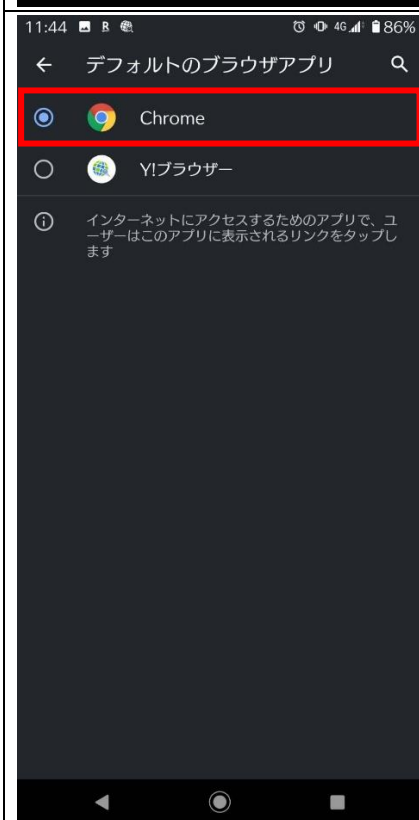 11:44 R 4G 86%
デフォルトのブラウザアプリ
Chrome
Y!ブラウザー
インターネットにアクセスするためのアプリで、ユ
ーザーはこのアプリに表示されるリンクをタップし
ます